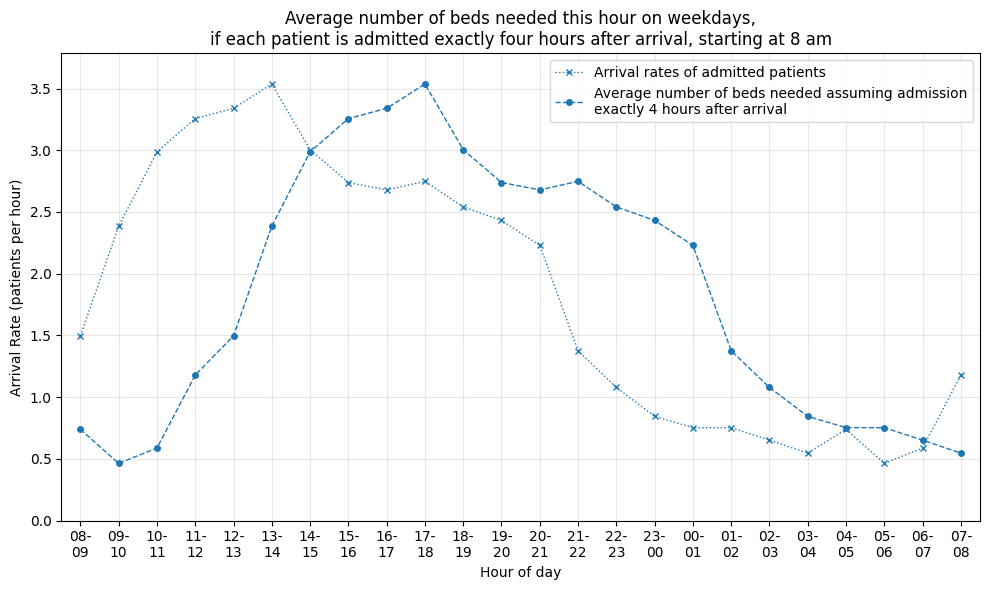 Average number of beds needed this hour on weekdays,
if each patient is admitted exactly four hours after arrival, starting at 8 am
Arrival rates of admitted patients
Average number of beds needed assuming admission
exactly 4 hours after arrival
Arrival Rate (patients per hour)
3.5
3.0
2.5
2.0
1.5
1.0
0.5
0.0
08- 09- 10- 11- 12- 13- 14- 15- 16- 17- 18- 19- 20- 21- 22- 23- 00- 01- 02- 03- 04- 05- 06- 07-
09 10 11 12 13 14 15 16 17 18 19 20 21 22 23 00 01 02 03 04 05 06 07 08
Hour of day